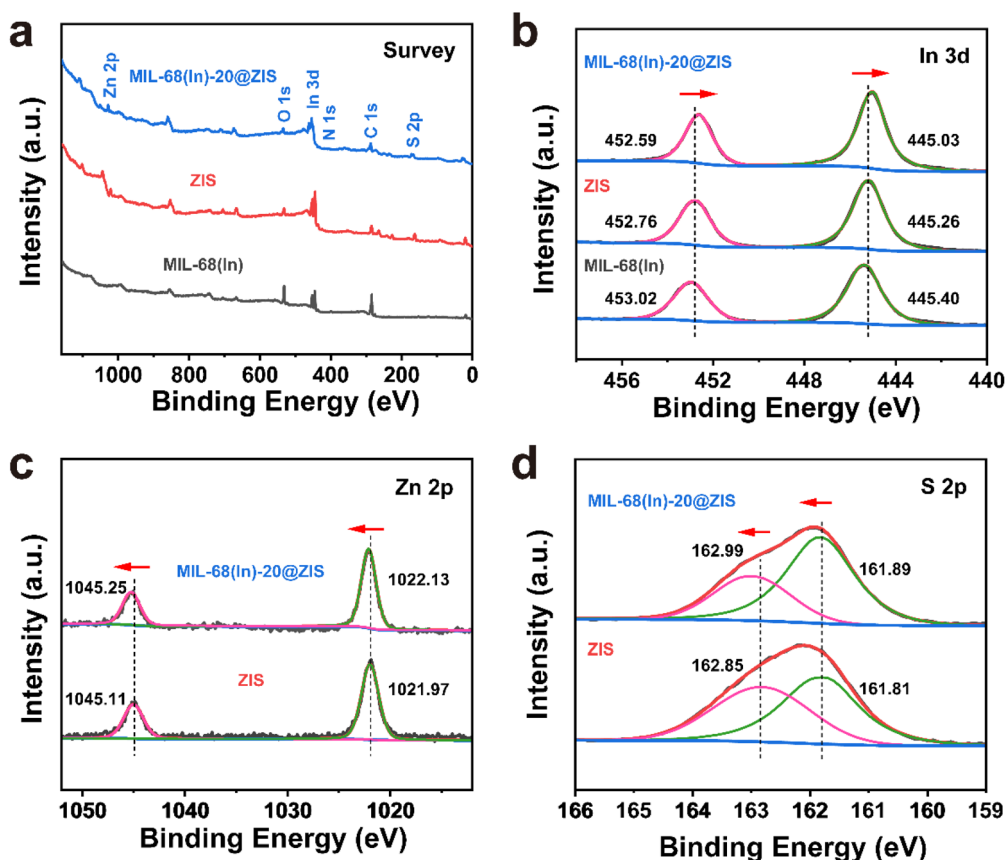 a
Survey
MIL-68(In)-20@ZIS
Zn 2p
O 1s
In 3d
N 1s
C 1s
S 2p
ZIS
MIL-68(In)
Intensity (a.u.)
1000 800 600 400 200 0
Binding Energy (eV)
b
In 3d
MIL-68(In)-20@ZIS
452.59
445.03
ZIS
452.76
445.26
MIL-68(In)
453.02
445.40
Intensity (a.u.)
456 452 448 444 440
Binding Energy (eV)
c
Zn 2p
1045.25
MIL-68(In)-20@ZIS
1022.13
1045.11
ZIS
1021.97
Intensity (a.u.)
1050 1040 1030 1020
Binding Energy (eV)
d
S 2p
MIL-68(In)-20@ZIS
162.99
161.89
ZIS
162.85
161.81
Intensity (a.u.)
166 165 164 163 162 161 160 159
Binding Energy (eV)